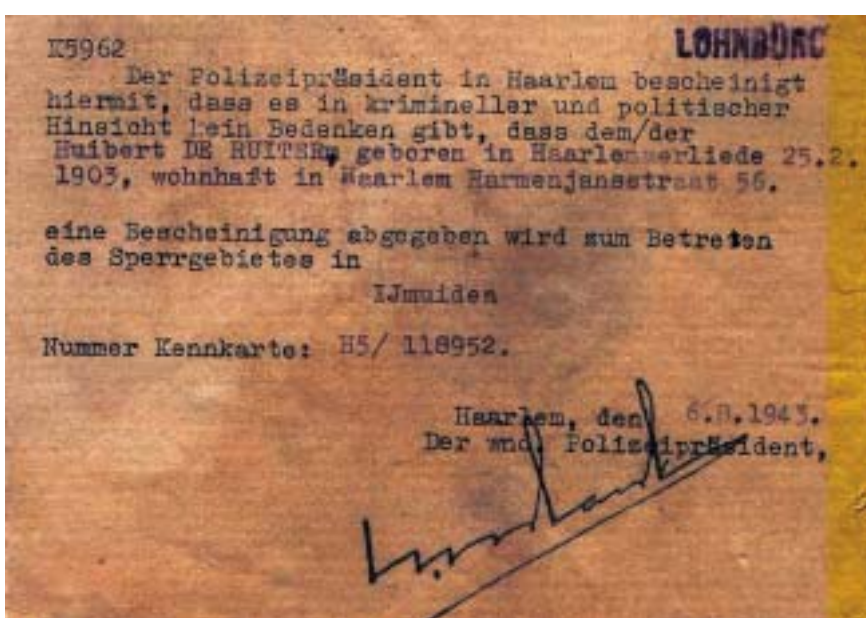 K5962
LOHNBÜRO
Der Polizeipräsident in Haarlem bescheinigt
hiermit, dass es in krimineller und politischer
Hinsicht kein Bedenken gibt, dass dem/der
Huibert DE RUITER, geboren in Haarlemmerliede 25.2.
1903, wohnhaft in Haarlem Harmenjansstraat 56.
eine Bescheinigung abgegeben wird zum Betreten
des Sperrgebietes in
IJmuiden
Nummer Kennkarte: H5/ 118952.
Haarlem, den 6.8.1943.
Der wnd. Polizeipräsident,